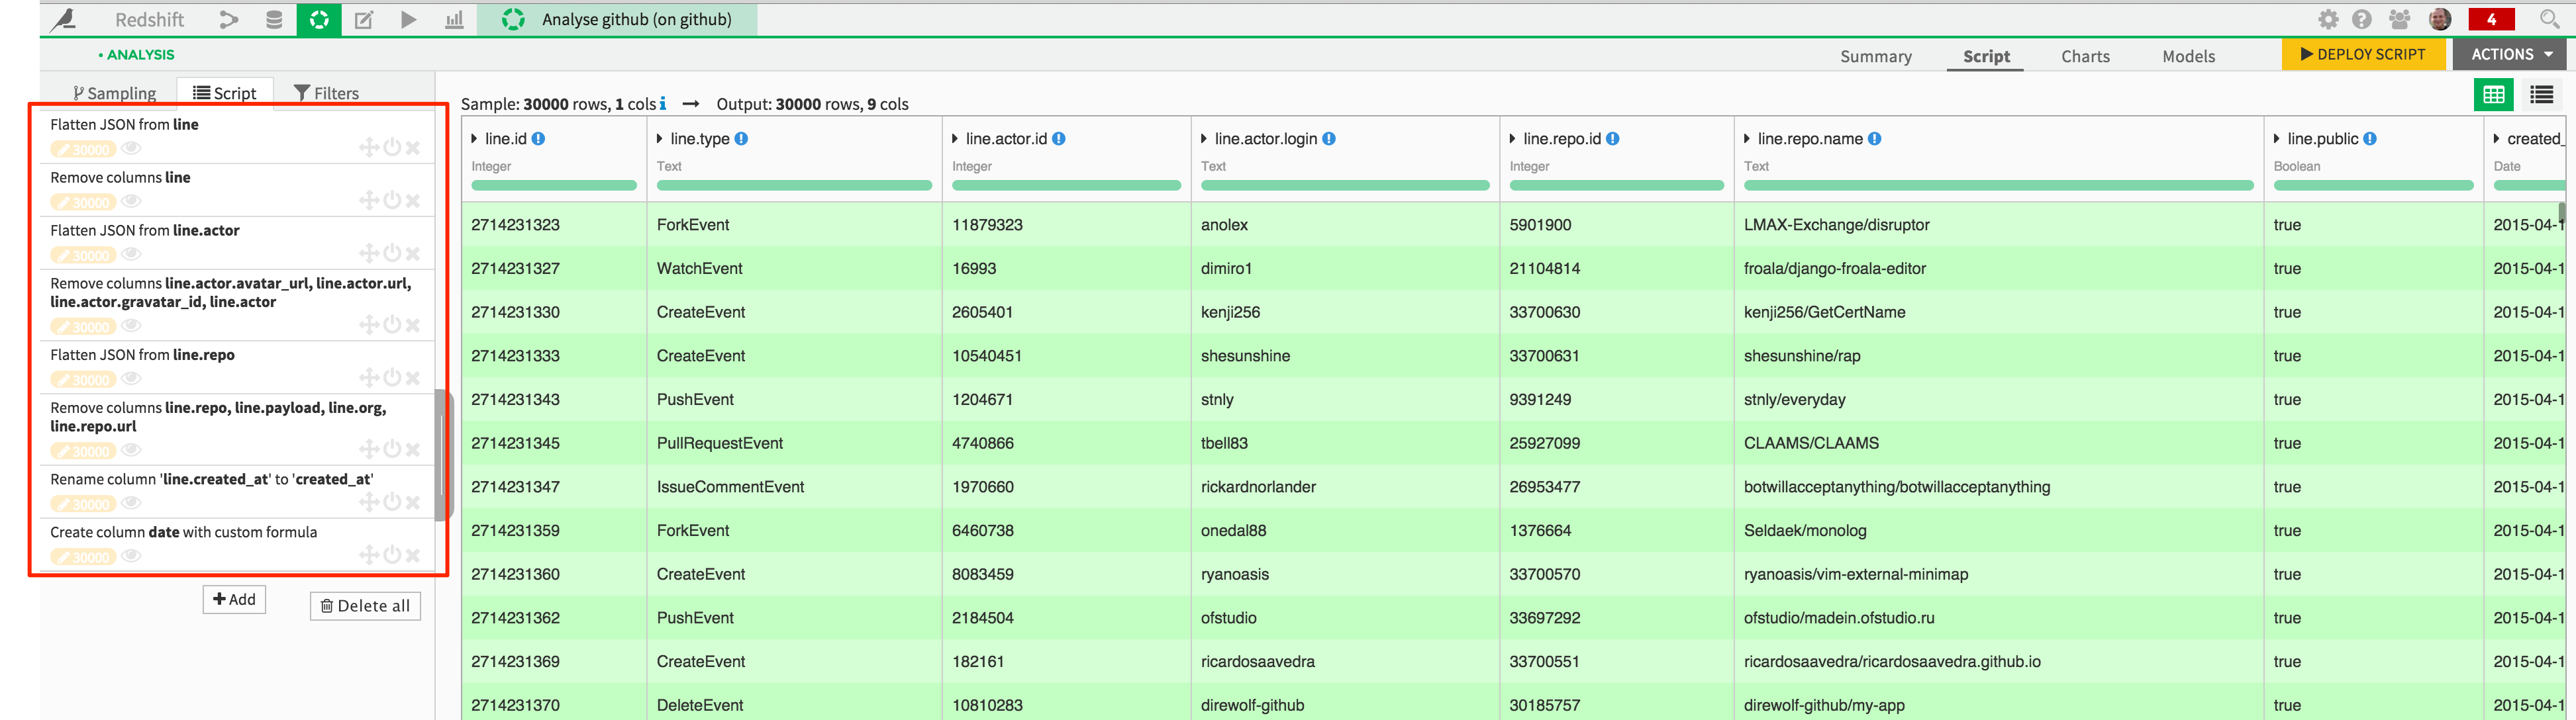 Redshift
Analyse github (on github)
4
• ANALYSIS
Summary
Script
Charts
Models
DEPLOY SCRIPT
ACTIONS
Sampling
Script
Filters
Flatten JSON from line
30000
Remove columns line
30000
Flatten JSON from line.actor
30000
Remove columns line.actor.avatar_url, line.actor.url,
line.actor.gravatar_id, line.actor
30000
Flatten JSON from line.repo
30000
Remove columns line.repo, line.payload, line.org,
line.repo.url
30000
Rename column 'line.created_at' to 'created_at'
30000
Create column date with custom formula
30000
Add
Delete all
Sample: 30000 rows, 1 cols → Output: 30000 rows, 9 cols
line.id line.type line.actor.id line.actor.login line.repo.id line.repo.name line.public created_
Integer Text Integer Text Integer Text Boolean Date
2714231323 ForkEvent 11879323 anolex 5901900 LMAX-Exchange/disruptor true 2015-04-1
2714231327 WatchEvent 16993 dimiro1 21104814 froala/django-froala-editor true 2015-04-1
2714231330 CreateEvent 2605401 kenji256 33700630 kenji256/GetCertName true 2015-04-1
2714231333 CreateEvent 10540451 shesunshine 33700631 shesunshine/rap true 2015-04-1
2714231343 PushEvent 1204671 stnly 9391249 stnly/everyday true 2015-04-1
2714231345 PullRequestEvent 4740866 tbell83 25927099 CLAAMS/CLAAMS true 2015-04-1
2714231347 IssueCommentEvent 1970660 rickardnorlander 26953477 botwillacceptanything/botwillacceptanything true 2015-04-1
2714231359 ForkEvent 6460738 onedal88 1376664 Seldaek/monolog true 2015-04-1
2714231360 CreateEvent 8083459 ryanoasis 33700570 ryanoasis/vim-external-minimap true 2015-04-1
2714231362 PushEvent 2184504 ofstudio 33697292 ofstudio/madein.ofstudio.ru true 2015-04-1
2714231369 CreateEvent 182161 ricardosaavedra 33700551 ricardosaavedra/ricardosaavedra.github.io true 2015-04-1
2714231370 DeleteEvent 10810283 direwolf-github 30185757 direwolf-github/my-app true 2015-04-1